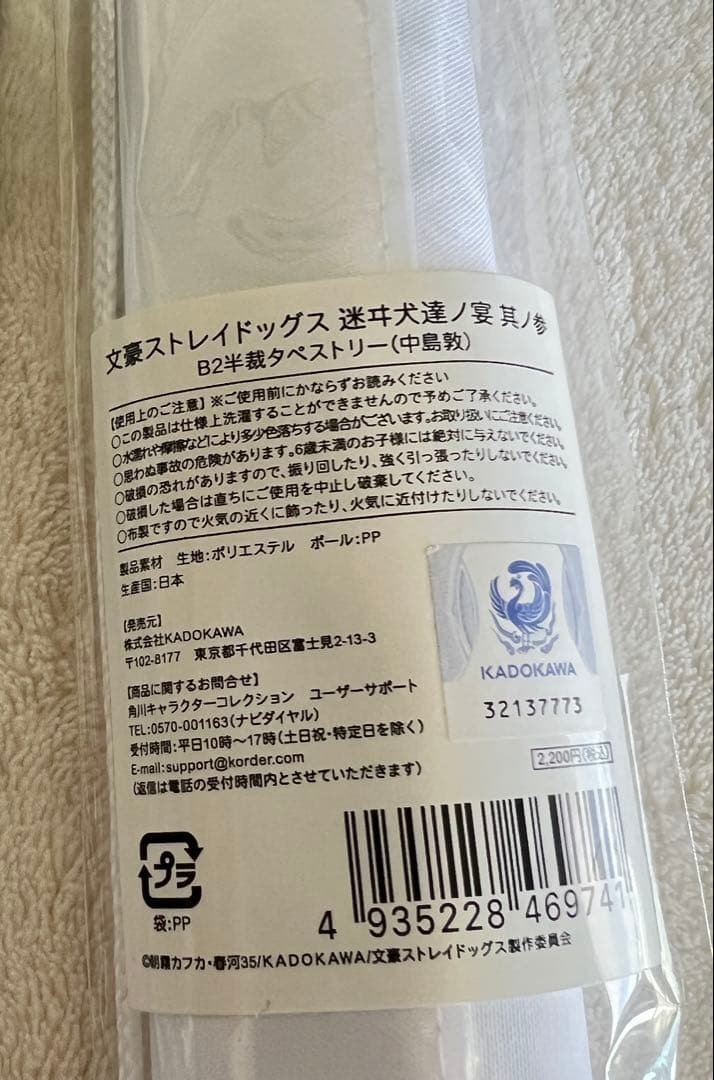 文豪ストレイドッグス 迷ヰ犬達ノ宴 其ノ参
B2半裁タペストリー(中島敦)
【使用上のご注意】※ご使用前にかならずお読みください
○この製品は仕様上洗濯することができませんので予めご了承ください。
○水濡れや摩擦などにより多少色落ちする場合がございます。お取り扱いにご注意ください。
○思わぬ事故の危険があります。6歳未満のお子様には絶対に与えないでください。
○破損の恐れがありますので、振り回したり、強く引っ張ったりしないでください。
○破損した場合は直ちにご使用を中止し破棄してください。
○布製ですので火気の近くに飾ったり、火気に近付けたりしないでください。
製品素材 生地:ポリエステル ポール:PP
生産国:日本
【発売元】
株式会社KADOKAWA
〒102-8177 東京都千代田区富士見2-13-3
【商品に関するお問合せ】
角川キャラクターコレクション ユーザーサポート
TEL:0570-001163(ナビダイヤル)
受付時間:平日10時〜17時(土日祝・特定日を除く)
E-mail:support@korder.com
(返信は電話の受付時間内とさせていただきます)
KADOKAWA
32137773
2,200円(税込)
プラ
袋:PP
4 935228 469741
©朝霧カフカ・春河35/KADOKAWA/文豪ストレイドッグス製作委員会